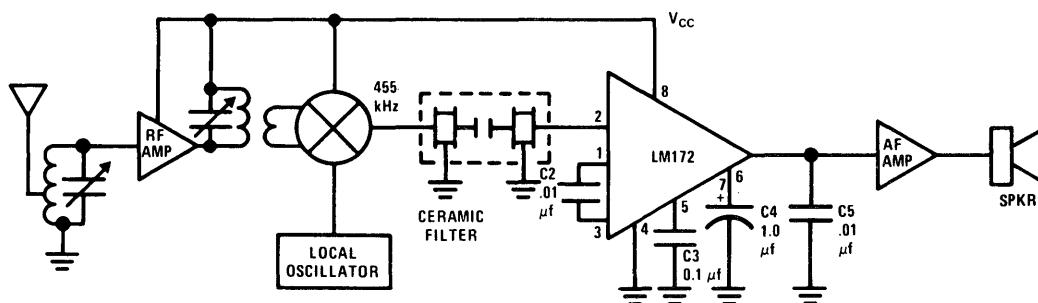 VCC
455
kHz
RF
AMP
8
2
LM172
AF
AMP
1
C2
.01
µf
7
6
+
SPKR
CERAMIC
FILTER
3
4
5
C3
0.1 µf
C4
1.0
µf
C5
.01
µf
LOCAL
OSCILLATOR